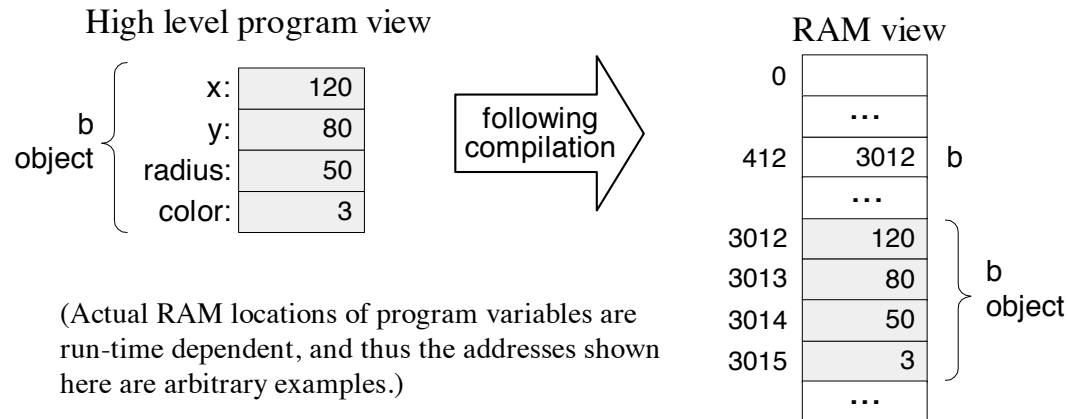 High level program view
b
object
x: 120
y: 80
radius: 50
color: 3
following
compilation
(Actual RAM locations of program variables are
run-time dependent, and thus the addresses shown
here are arbitrary examples.)
RAM view
0
...
412 3012 b
...
3012 120
3013 80
3014 50
3015 3
b
object
...